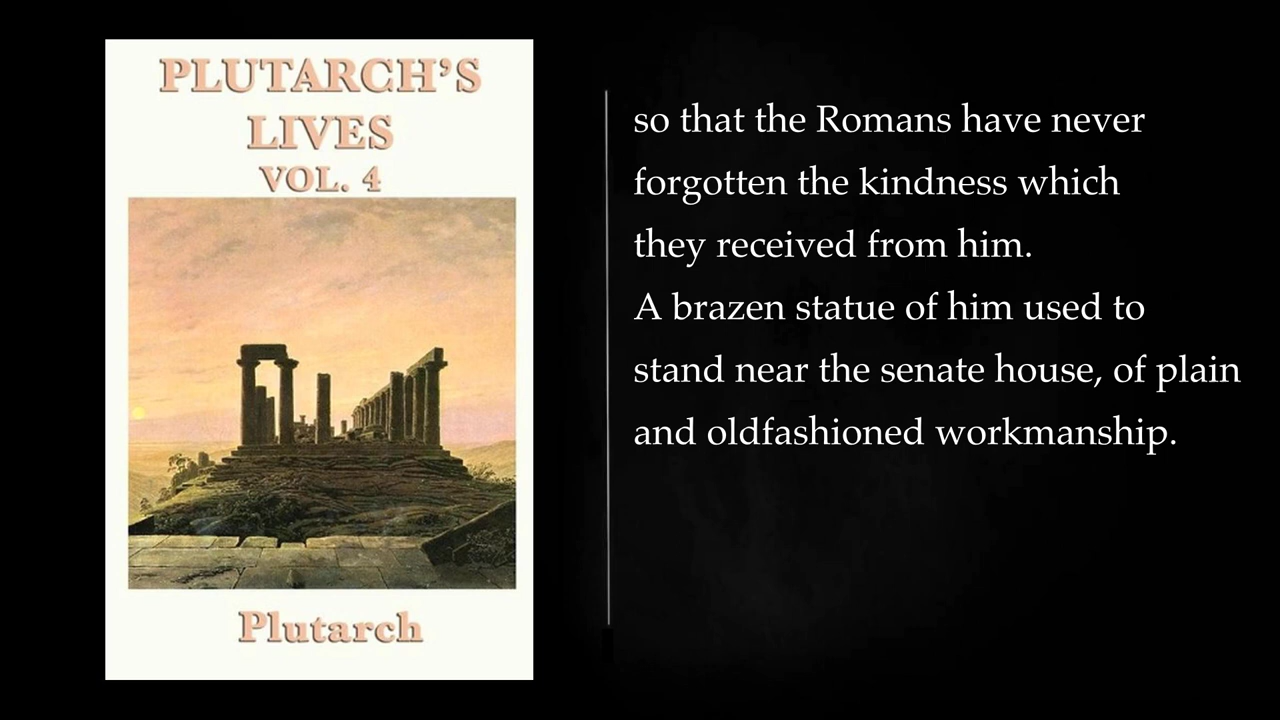 PLUTARCH'S
LIVES
VOL. 4
Plutarch
so that the Romans have never
forgotten the kindness which
they received from him.
A brazen statue of him used to
stand near the senate house, of plain
and oldfashioned workmanship.